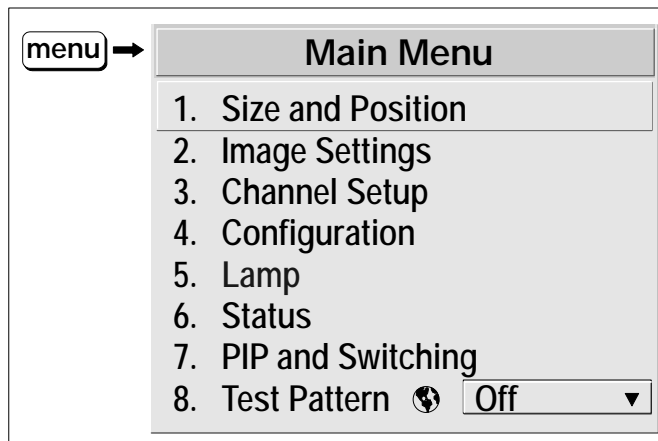 menu
Main Menu
1. Size and Position
2. Image Settings
3. Channel Setup
4. Configuration
5. Lamp
6. Status
7. PIP and Switching
8. Test Pattern Off